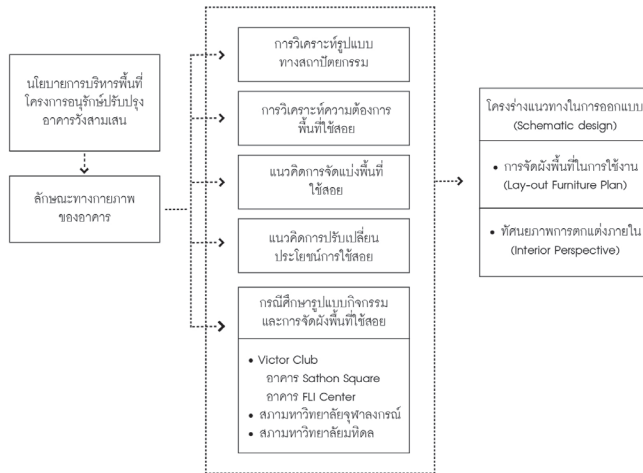 นโยบายการบริหารพื้นที่
โครงการอนุรักษ์ปรับปรุง
อาคารวังสามเสน
ลักษณะทางกายภาพ
ของอาคาร
การวิเคราะห์รูปแบบ
ทางสถาปัตยกรรม
การวิเคราะห์ความต้องการ
พื้นที่ใช้สอย
แนวคิดการจัดแบ่งพื้นที่
ใช้สอย
แนวคิดการปรับเปลี่ยน
ประโยชน์การใช้สอย
กรณีศึกษารูปแบบกิจกรรม
และการจัดผังพื้นที่ใช้สอย
• Victor Club
อาคาร Sathon Square
อาคาร FLI Center
• สภามหาวิทยาลัยจุฬาลงกรณ์
• สภามหาวิทยาลัยมหิดล
โครงร่างแนวทางในการออกแบบ
(Schematic design)
• การจัดผังพื้นที่ในการใช้งาน
(Lay-out Furniture Plan)
• ทัศนียภาพการตกแต่งภายใน
(Interior Perspective)